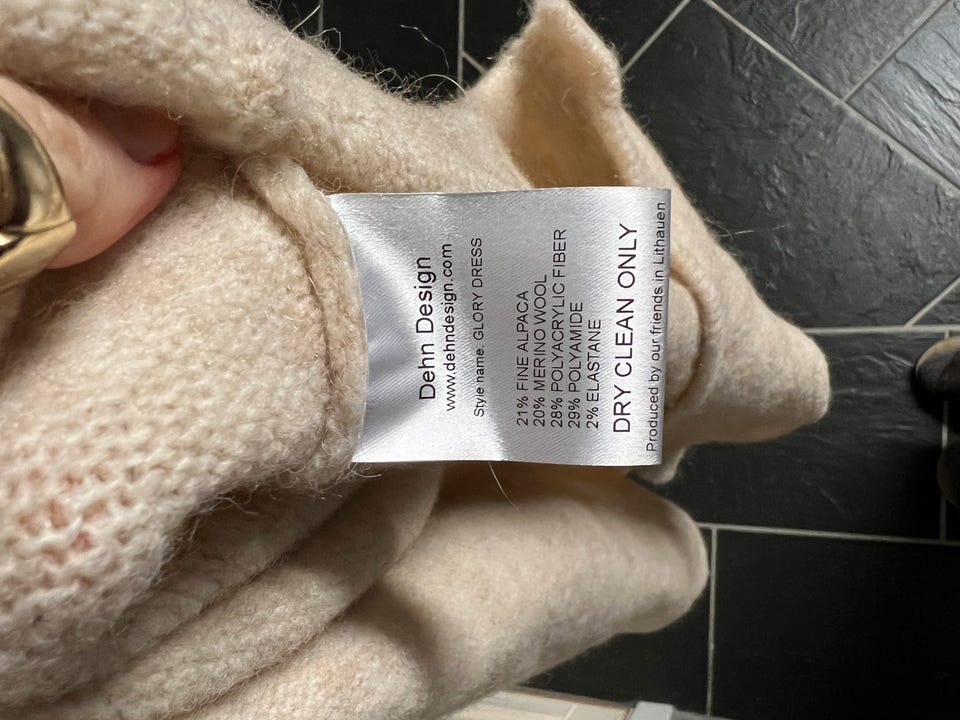 Dehn Design
www.dehndesign.com
Style name: GLORY DRESS
21% FINE ALPACA
20% MERINO WOOL
28% POLYACRYLIC FIBER
29% POLYAMIDE
2% ELASTANE
DRY CLEAN ONLY
Produced by our friends in Lithauen